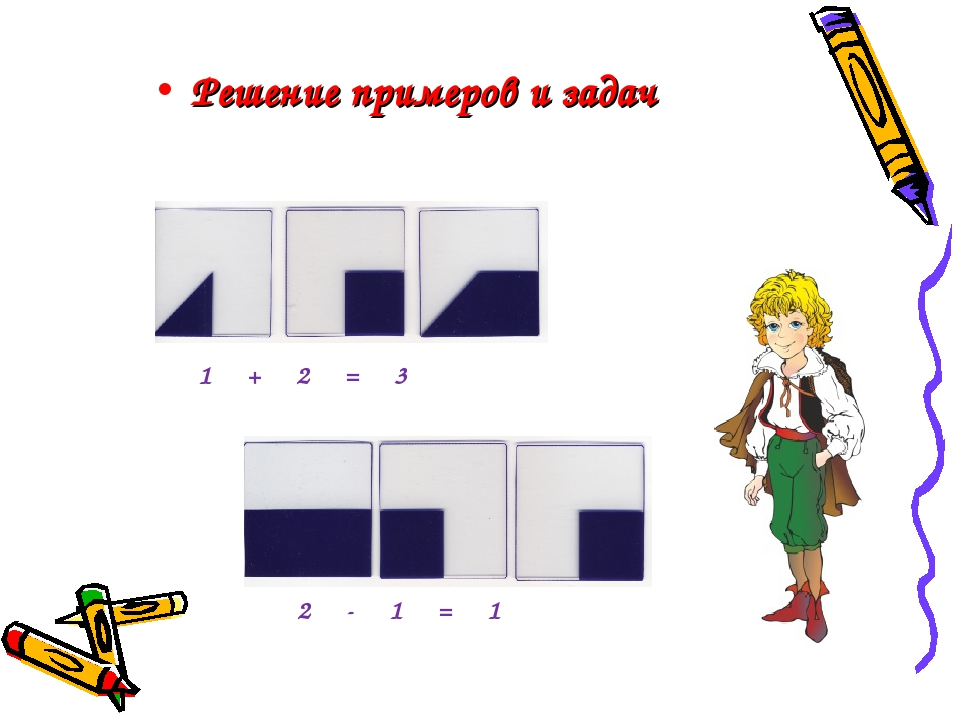 • Решение примеров и задач
1 + 2 = 3
2 - 1 = 1